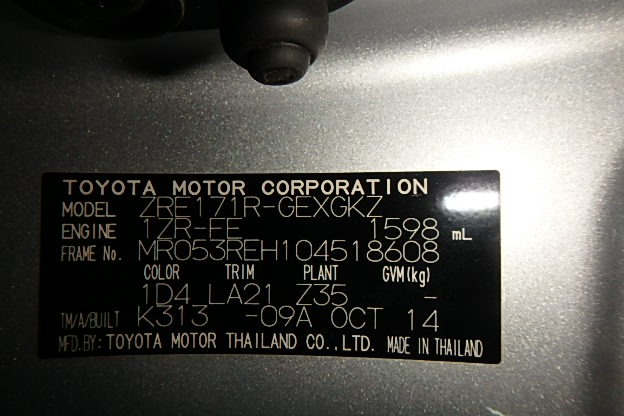 TOYOTA MOTOR CORPORATION
MODEL ZRE171R-GEXGKZ
ENGINE 1ZR-EE 1598 mL
FRAME No. MR053REH104518608
COLOR TRIM PLANT GVM(kg)
1D4 LA21 Z35 -
TM/A/BUILT K313 -09A OCT 14
MFD.BY: TOYOTA MOTOR THAILAND CO., LTD. MADE IN THAILAND